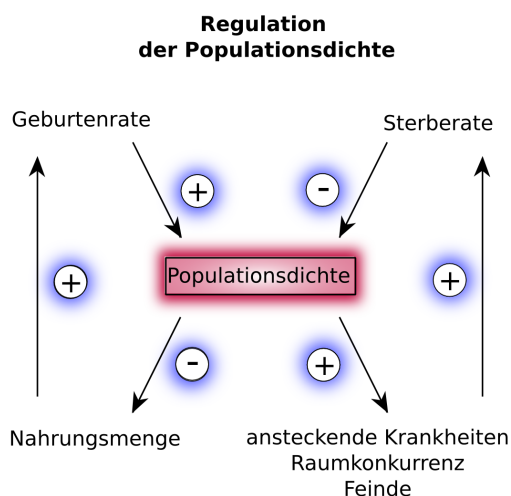 Regulation
der Populationsdichte
Geburtenrate
Sterberate
+
-
Populationsdichte
+
+
-
+
Nahrungsmenge
ansteckende Krankheiten
Raumkonkurrenz
Feinde